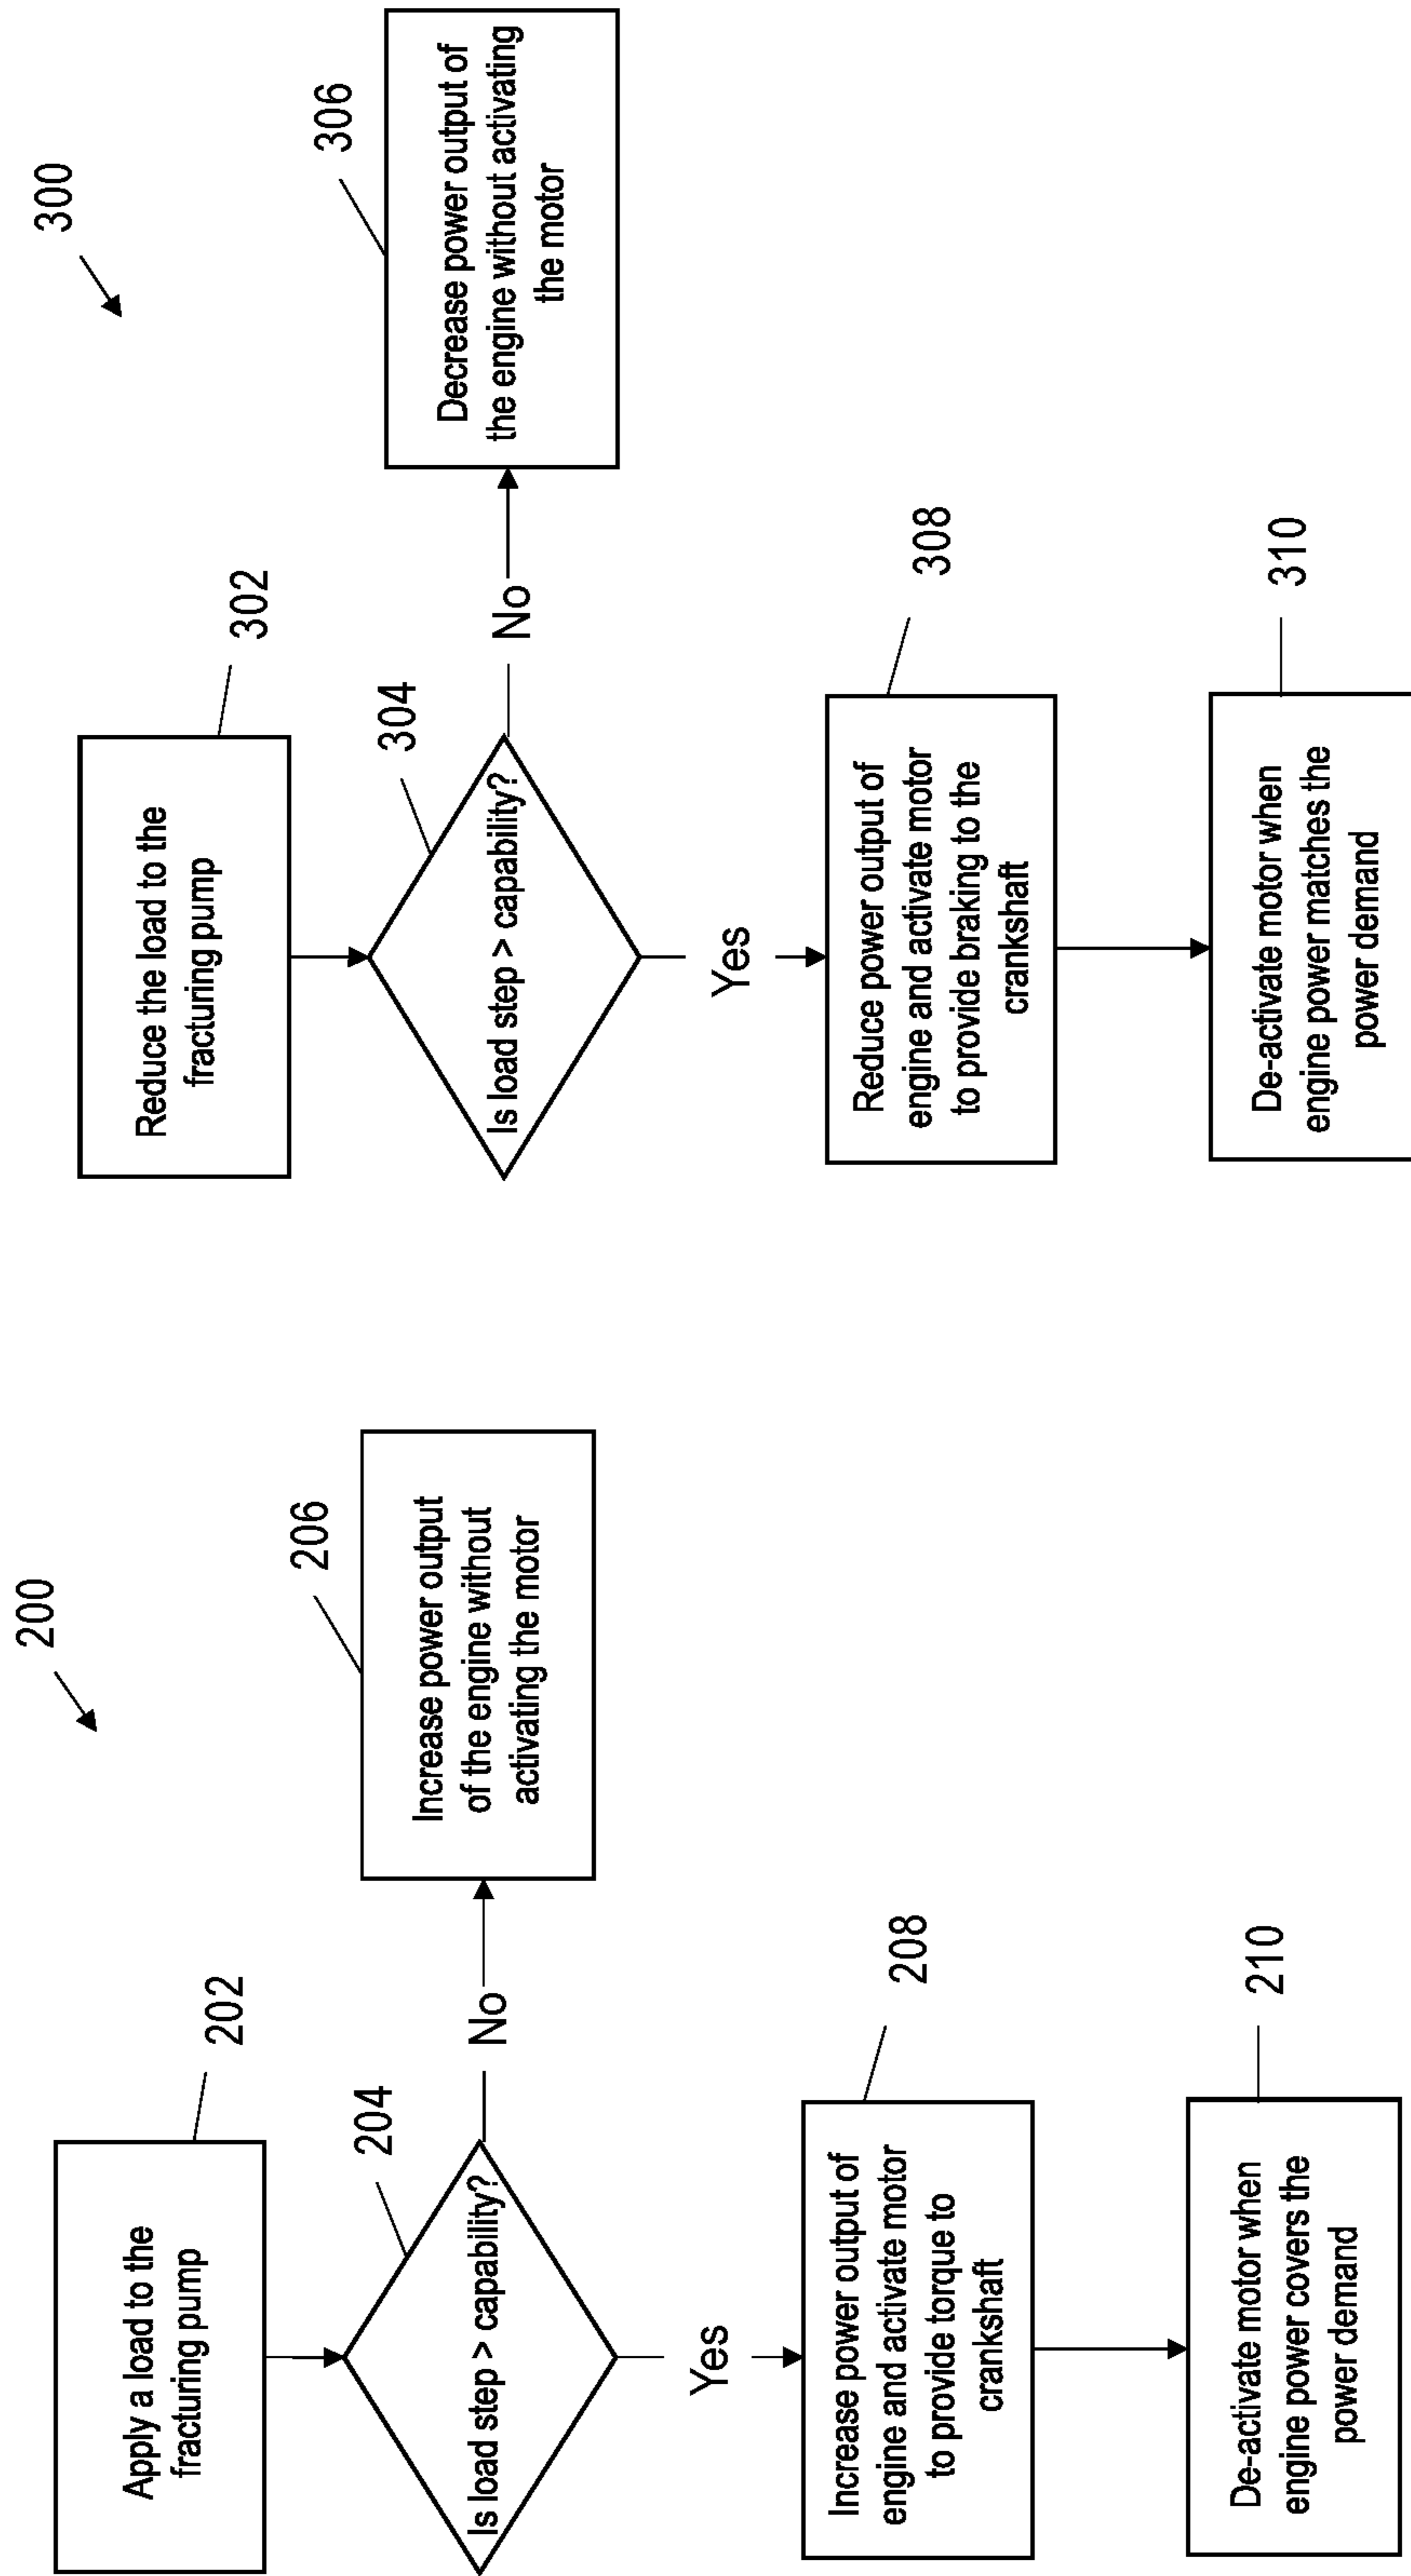 200
202
Apply a load to the
fracturing pump
204
Is load step > capability?
No
206
Increase power output
of the engine without
activating the motor
Yes
208
Increase power output of
engine and activate motor
to provide torque to
crankshaft
210
De-activate motor when
engine power covers the
power demand
300
302
Reduce the load to the
fracturing pump
304
Is load step > capability?
No
306
Decrease power output of
the engine without activating
the motor
Yes
308
Reduce power output of
engine and activate motor
to provide braking to the
crankshaft
310
De-activate motor when
engine power matches the
power demand